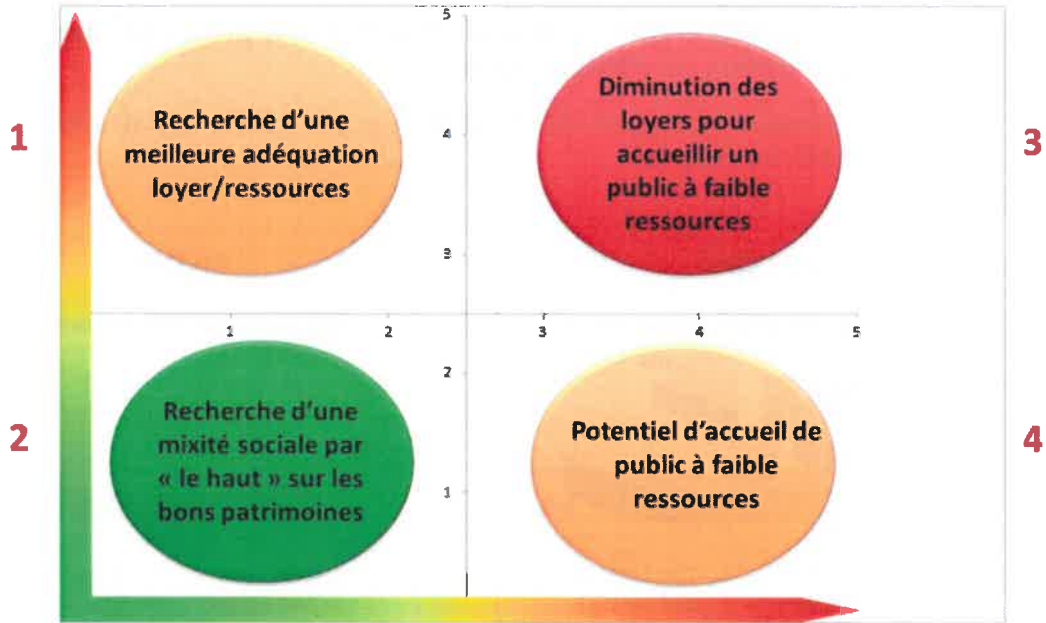 5
Recherche d'une
meilleure adéquation
loyer/ressources
1
4
Diminution des
loyers pour
accueillir un
public à faible
ressources
3
3
1
2
3
4
5
2
Recherche d'une
mixité sociale par
« le haut » sur les
bons patrimoines
2
1
Potentiel d'accueil de
public à faible
ressources
4